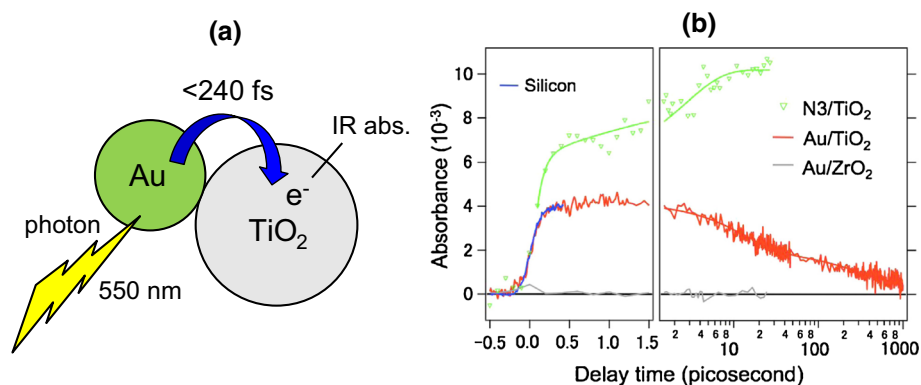 (a)
<240 fs
IR abs.
Au
e-
TiO2
photon
550 nm
(b)
Absorbance (10-3)
10
8
6
4
2
0
Silicon
N3/TiO2
Au/TiO2
Au/ZrO2
-0.5 0.0 0.5 1.0 1.5
2 4 6 8 10 2 4 6 8 100 2 4 6 8 1000
Delay time (picosecond)